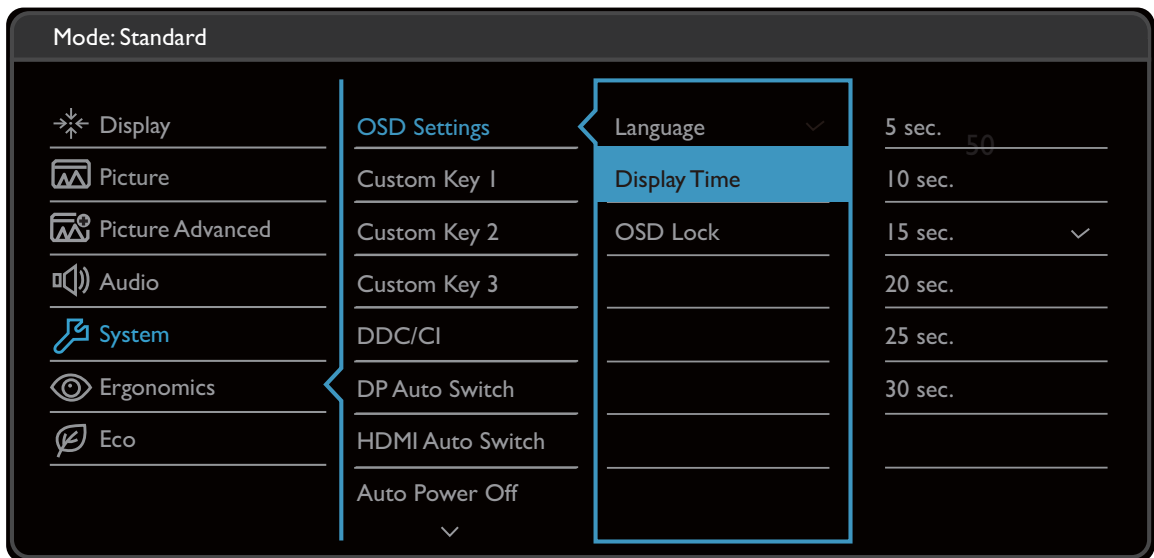 Mode: Standard
Display
Picture
Picture Advanced
Audio
System
Ergonomics
Eco
OSD Settings
Custom Key 1
Custom Key 2
Custom Key 3
DDC/CI
DP Auto Switch
HDMI Auto Switch
Auto Power Off
Language
Display Time
OSD Lock
5 sec.
50
10 sec.
15 sec.
20 sec.
25 sec.
30 sec.